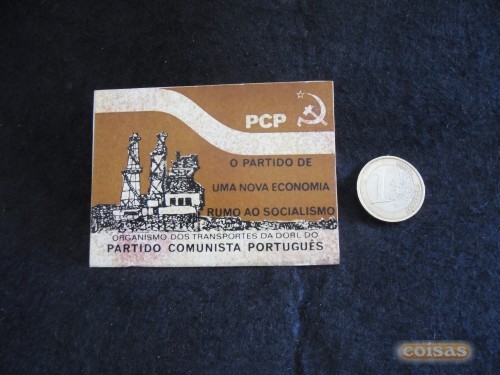 PCP
O PARTIDO DE
UMA NOVA ECONOMIA
RUMO AO SOCIALISMO
ORGANISMO DOS TRANSPORTES DA DORL DO
PARTIDO COMUNISTA PORTUGUÊS
1
coisas